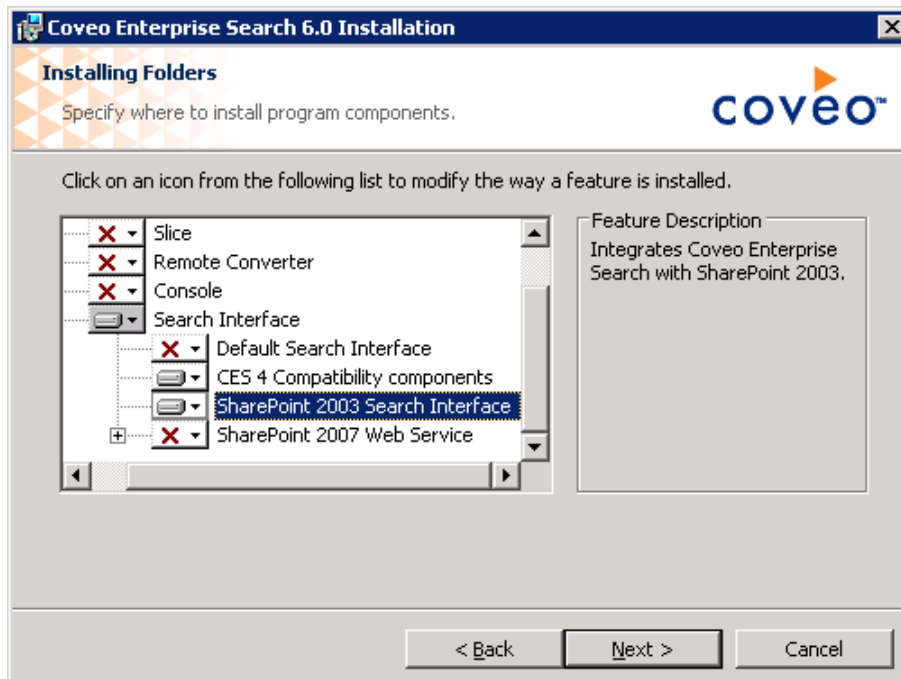 Coveo Enterprise Search 6.0 Installation
Installing Folders
Specify where to install program components.
coveo™
Click on an icon from the following list to modify the way a feature is installed.
Slice
Remote Converter
Console
Search Interface
Default Search Interface
CES 4 Compatibility components
SharePoint 2003 Search Interface
SharePoint 2007 Web Service
Feature Description
Integrates Coveo Enterprise
Search with SharePoint 2003.
< Back
Next >
Cancel